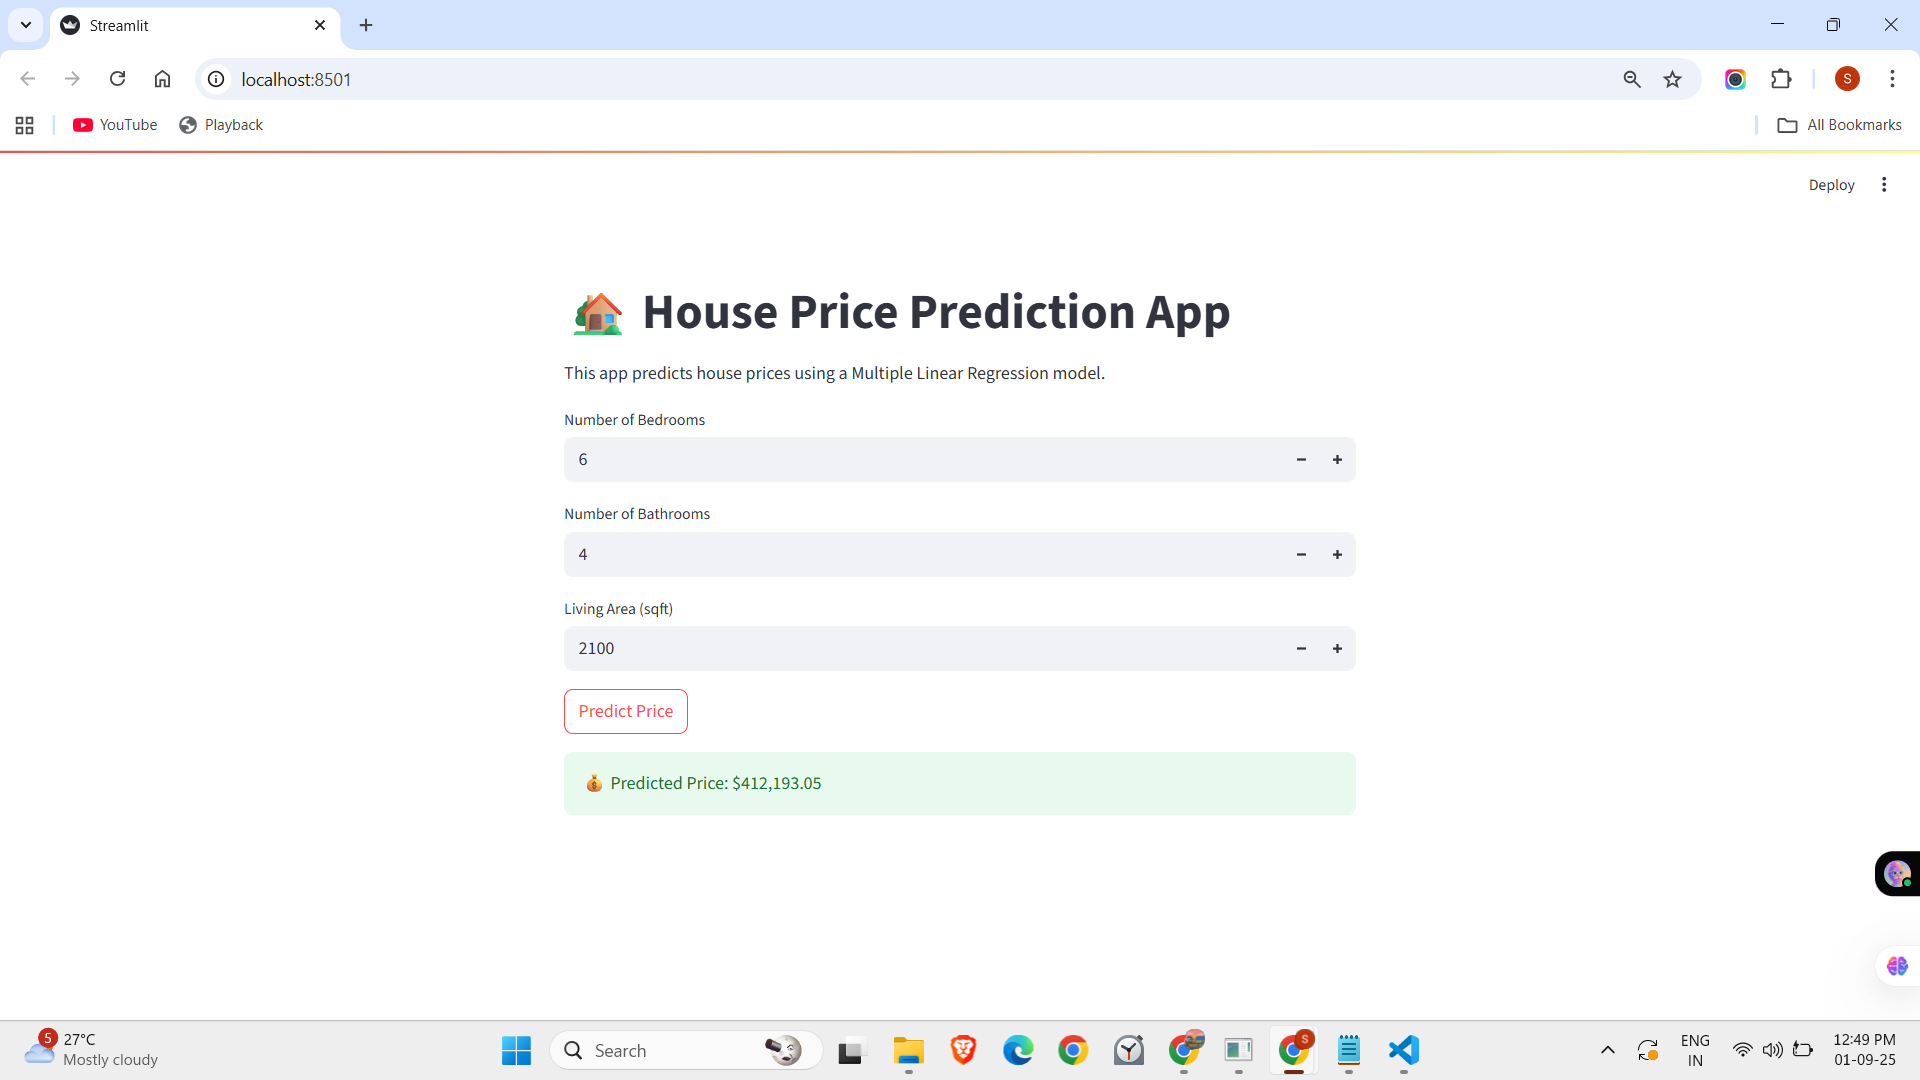 Streamlit
localhost:8501
S
YouTube
Playback
All Bookmarks
Deploy
House Price Prediction App
This app predicts house prices using a Multiple Linear Regression model.
Number of Bedrooms
6
Number of Bathrooms
4
Living Area (sqft)
2100
Predict Price
$
Predicted Price: $412,193.05
5
27°C
Mostly cloudy
Search
S
ENG
IN
12:49 PM
01-09-25